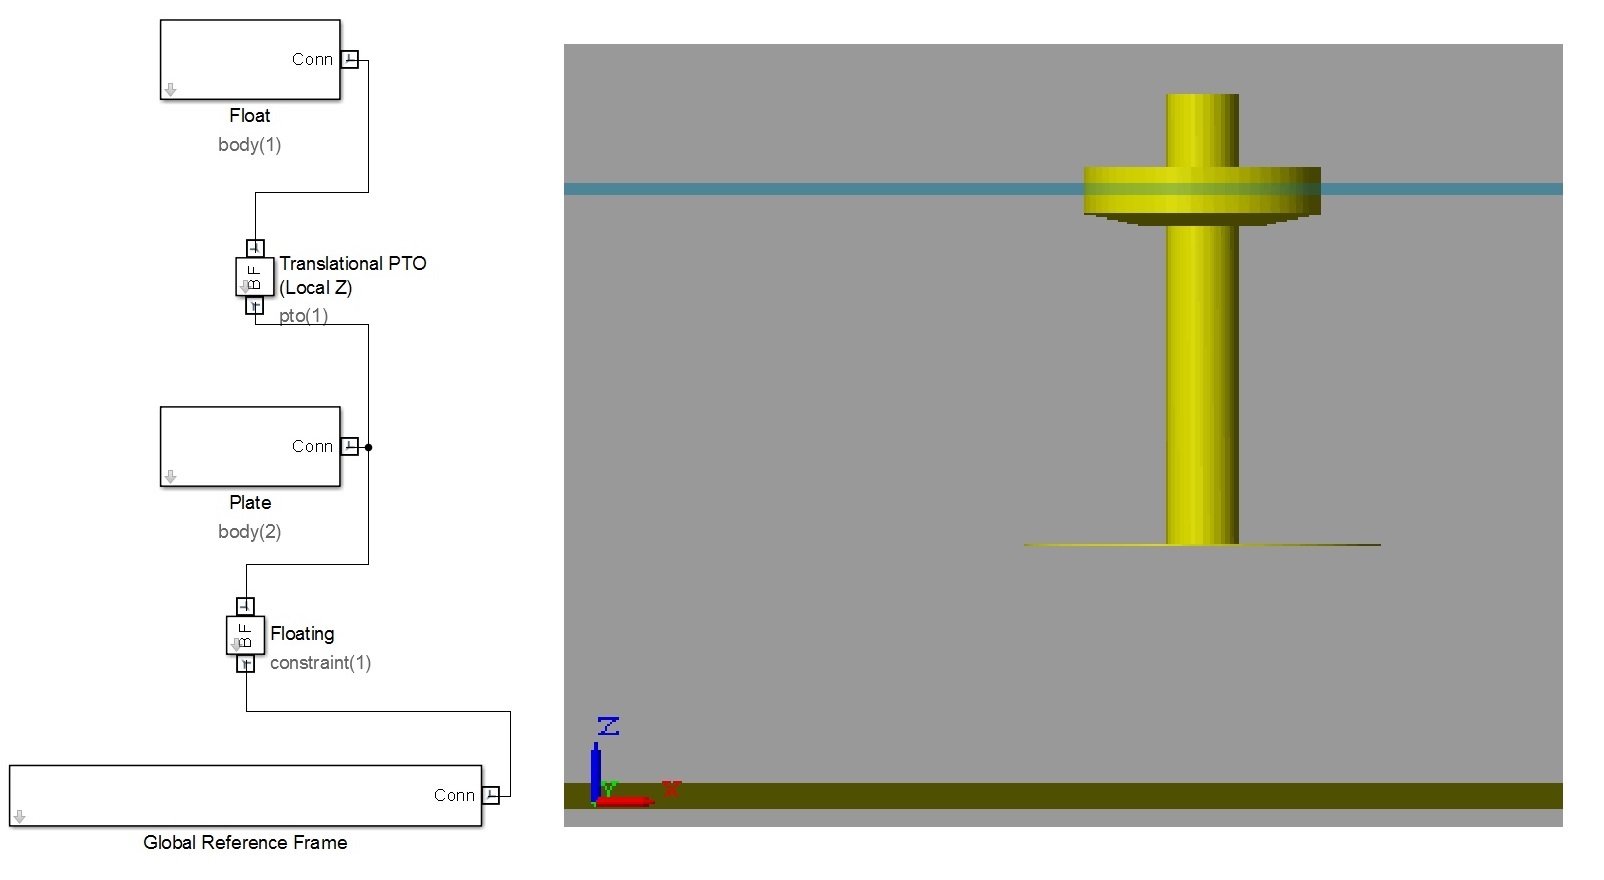 Conn
Float
body(1)
B F
Translational PTO
(Local Z)
pto(1)
Conn
Plate
body(2)
B F
Floating
constraint(1)
Conn
Global Reference Frame
Z
Y
X